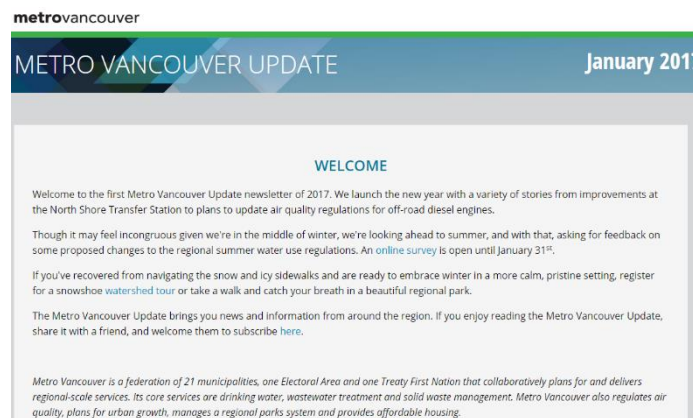 metrovancouver
METRO VANCOUVER UPDATE
January 2017
WELCOME
Welcome to the first Metro Vancouver Update newsletter of 2017. We launch the new year with a variety of stories from improvements at
the North Shore Transfer Station to plans to update air quality regulations for off-road diesel engines.
Though it may feel incongruous given we're in the middle of winter, we're looking ahead to summer, and with that, asking for feedback on
some proposed changes to the regional summer water use regulations. An online survey is open until January 31st.
If you've recovered from navigating the snow and icy sidewalks and are ready to embrace winter in a more calm, pristine setting, register
for a snowshoe watershed tour or take a walk and catch your breath in a beautiful regional park.
The Metro Vancouver Update brings you news and information from around the region. If you enjoy reading the Metro Vancouver Update,
share it with a friend, and welcome them to subscribe here.
Metro Vancouver is a federation of 21 municipalities, one Electoral Area and one Treaty First Nation that collaboratively plans for and delivers
regional-scale services. Its core services are drinking water, wastewater treatment and solid waste management. Metro Vancouver also regulates air
quality, plans for urban growth, manages a regional parks system and provides affordable housing.